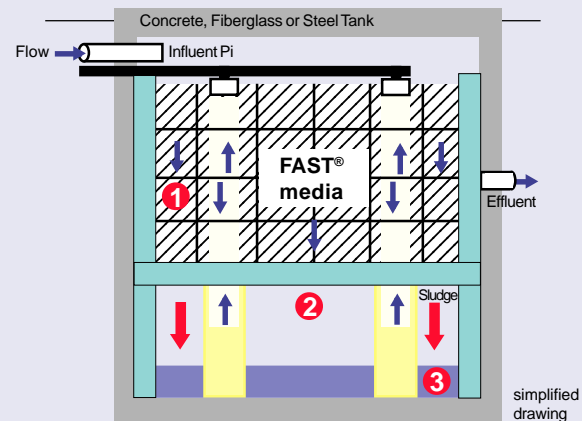 Concrete, Fiberglass or Steel Tank
Flow
Influent Pi
FAST®
media
1
Effluent
Sludge
2
3
simplified
drawing